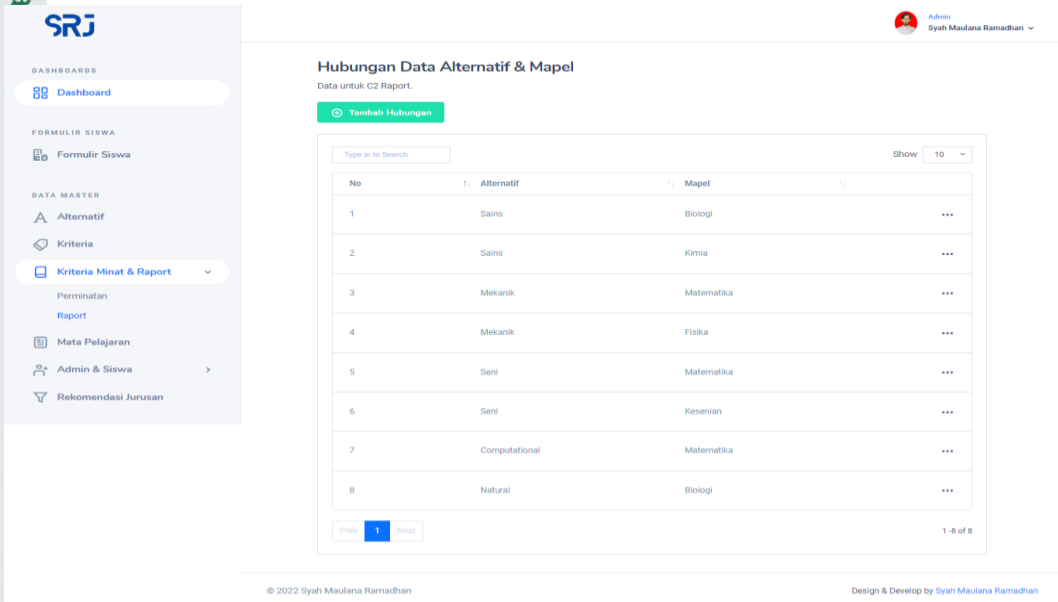 SRJ
Admin
Syah Maulana Ramadhan
DASHBOARDS
Dashboard
FORMULIR SISWA
Formulir Siswa
DATA MASTER
Alternatif
Kriteria
Kriteria Minat & Raport
Perminatan
Raport
Mata Pelajaran
Admin & Siswa
Rekomendasi Jurusan
Hubungan Data Alternatif & Mapel
Data untuk C2 Raport.
Tambah Hubungan
Type in to Search
Show 10
No Alternatif Mapel
1 Sains Biologi
2 Sains Kimia
3 Mekanik Matematika
4 Mekanik Fisika
5 Seni Matematika
6 Seni Kesenian
7 Computational Matematika
8 Natural Biologi
Prev 1 Next
1 -8 of 8
© 2022 Syah Maulana Ramadhan
Design & Develop by Syah Maulana Ramadhan